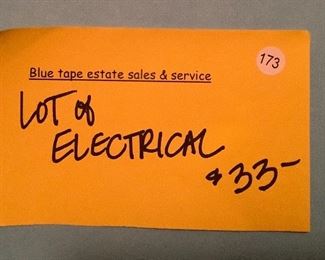 173
Blue tape estate sales & service
LOT of
ELECTRICAL
$33-